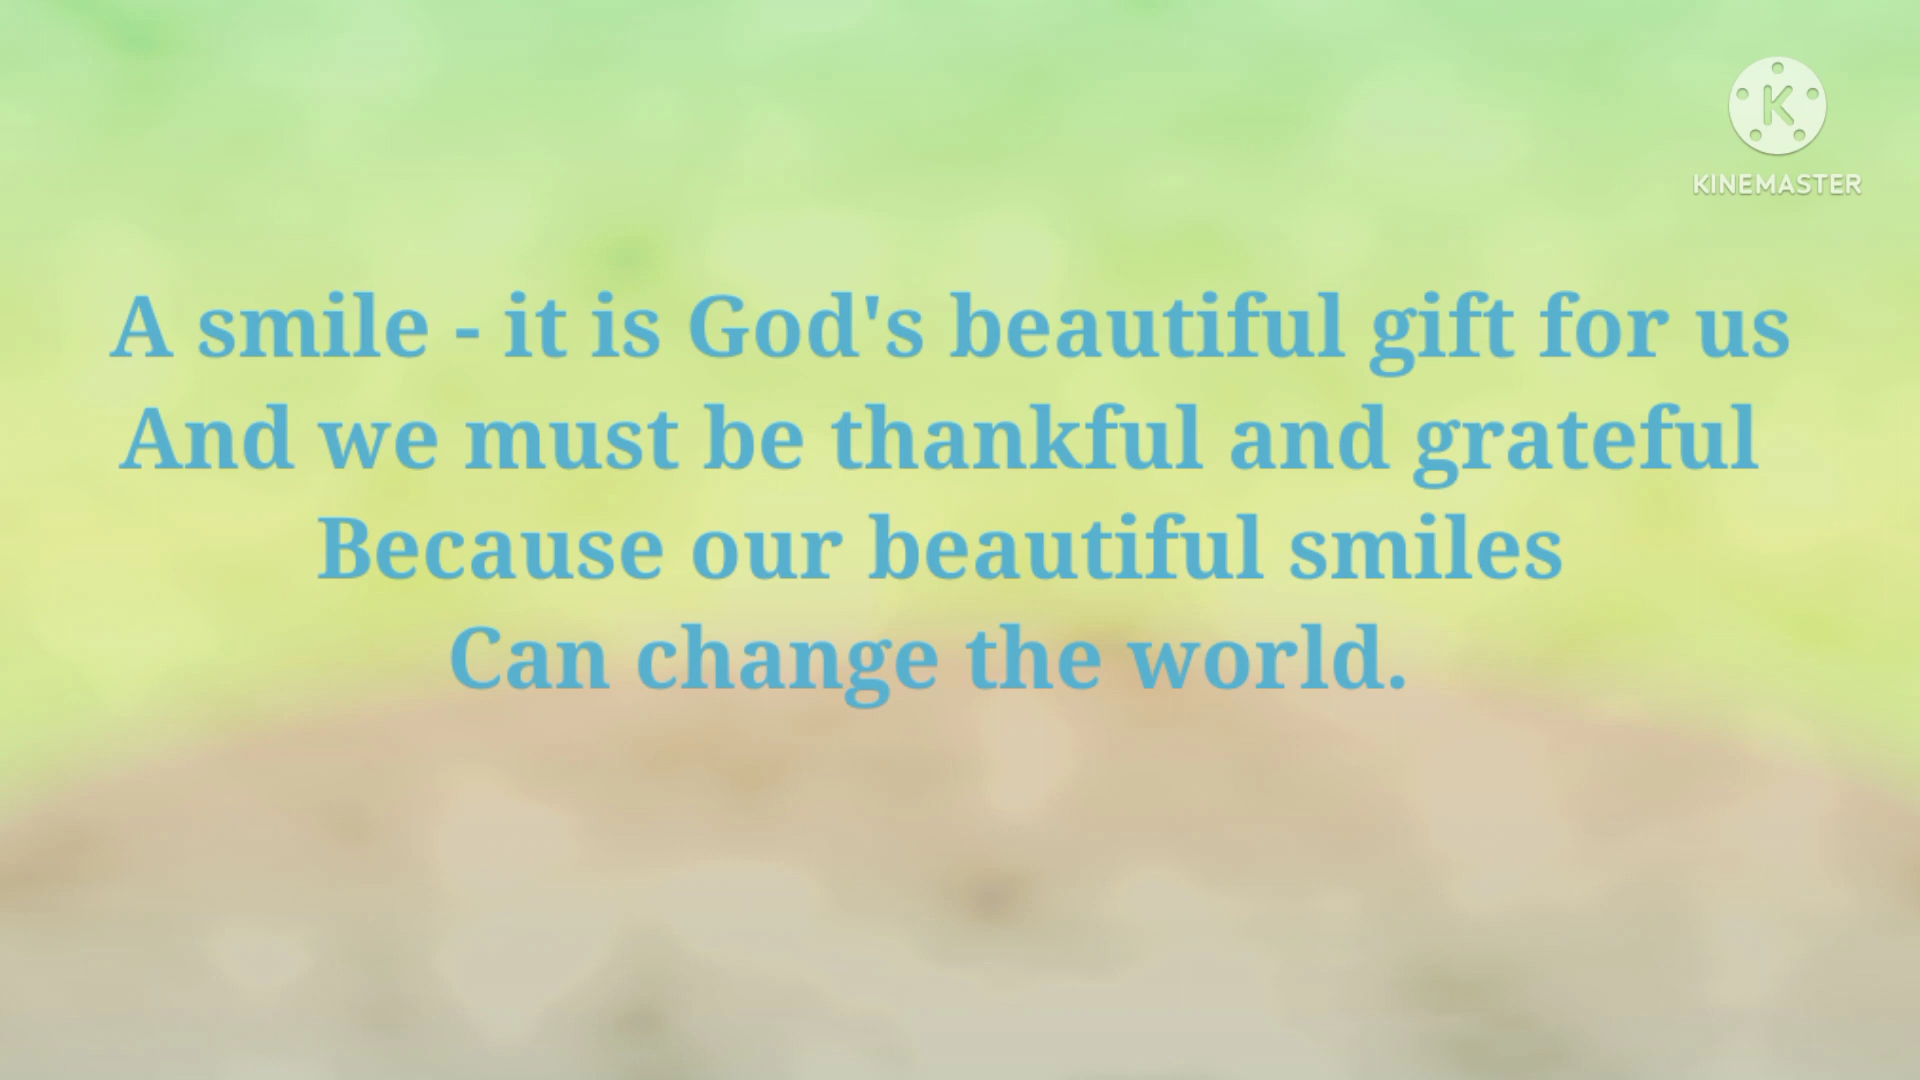 KINEMASTER
A smile - it is God's beautiful gift for us
And we must be thankful and grateful
Because our beautiful smiles
Can change the world.